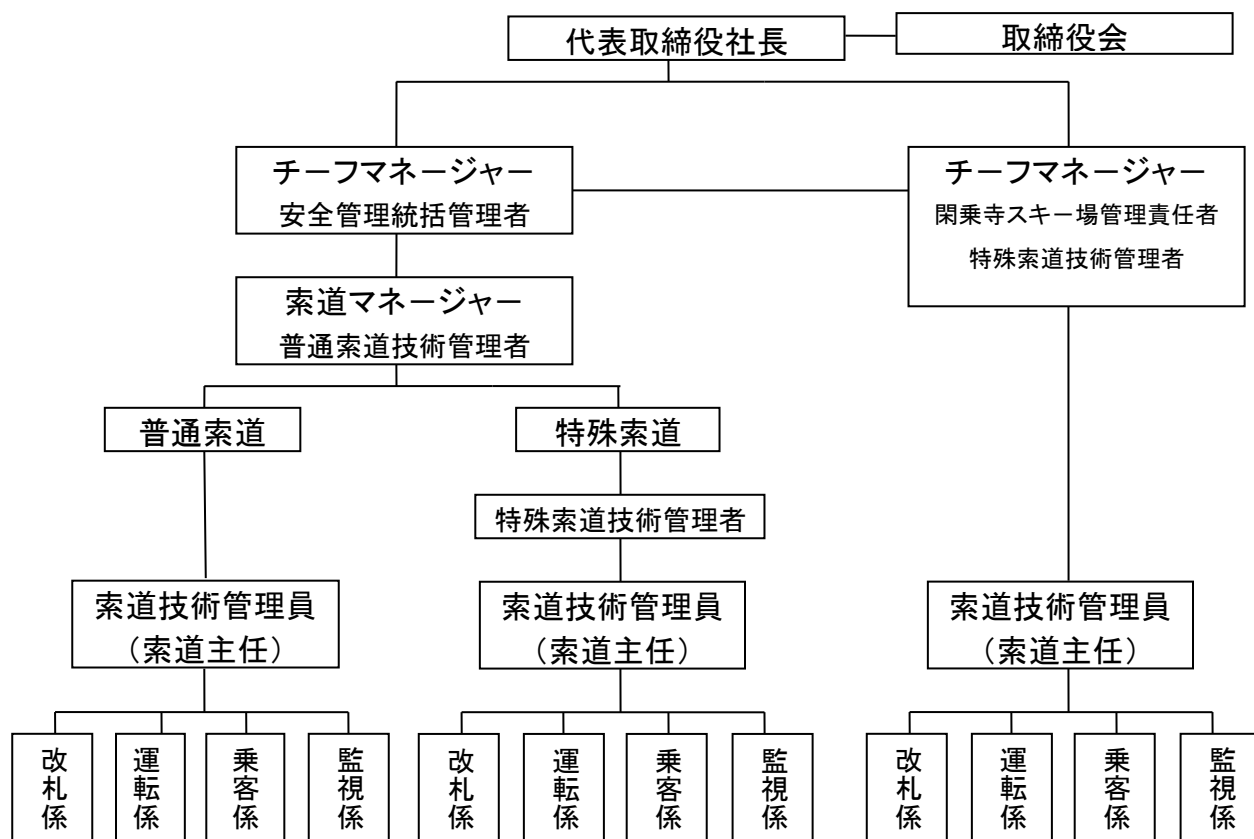 代表取締役社長
取締役会
チーフマネージャー
安全管理統括管理者
チーフマネージャー
閑乗寺スキー場管理責任者
特殊索道技術管理者
索道マネージャー
普通索道技術管理者
普通索道
特殊索道
特殊索道技術管理者
索道技術管理員
（索道主任）
索道技術管理員
（索道主任）
索道技術管理員
（索道主任）
改札係
運転係
乗客係
監視係
改札係
運転係
乗客係
監視係
改札係
運転係
乗客係
監視係